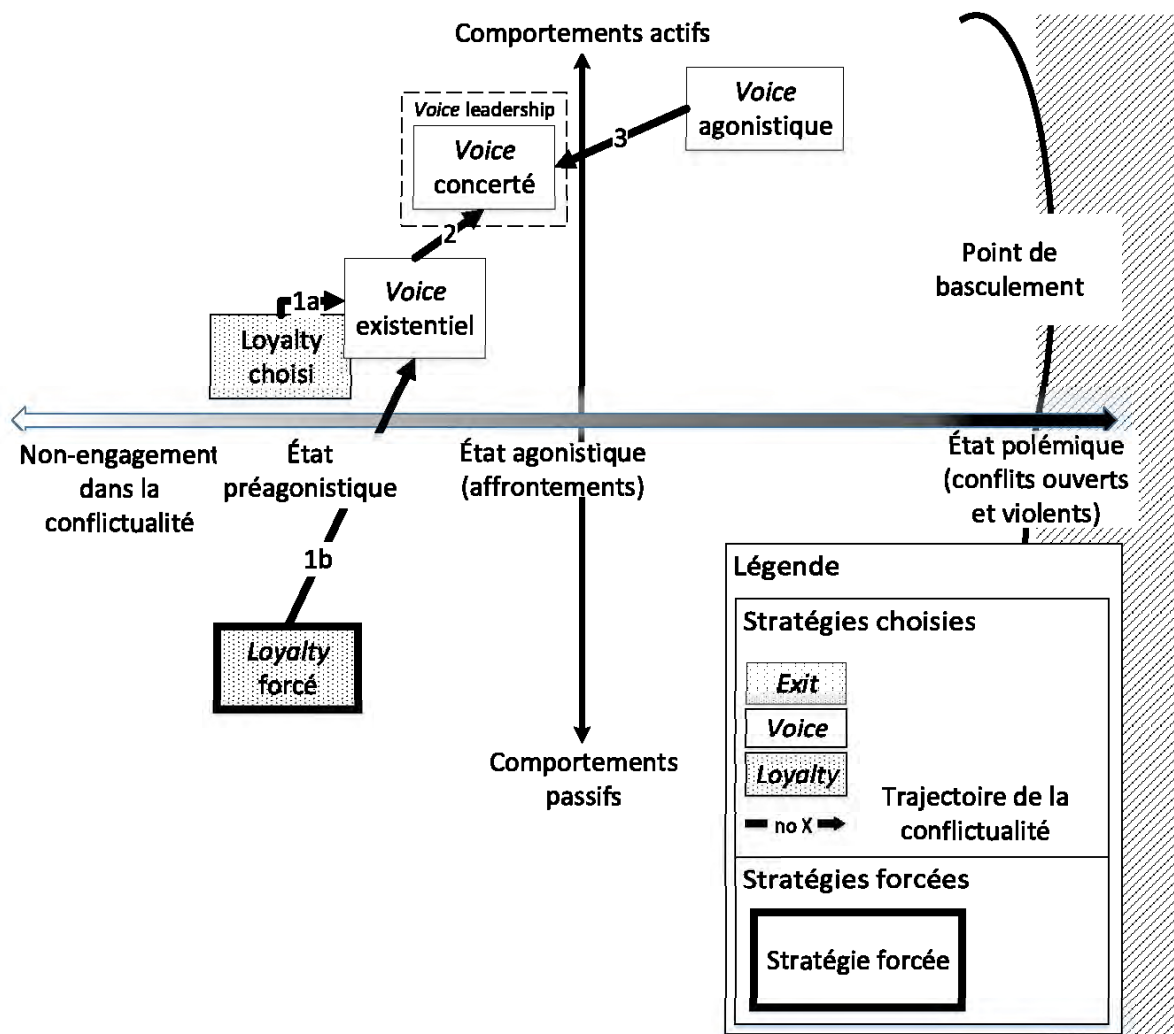 Comportements actifs
Voice leadership
Voice
concerté
3
Voice
agonistique
2
Point de
basculement
1a
Voice
existentiel
Loyalty
choisi
Non-engagement
dans la
conflictualité
État
préagonistique
État agonistique
(affrontements)
État polémique
(conflits ouverts
et violents)
1b
Loyalty
forcé
Comportements
passifs
Légende
Stratégies choisies
Exit
Voice
Loyalty
no X
Trajectoire de la
conflictualité
Stratégies forcées
Stratégie forcée